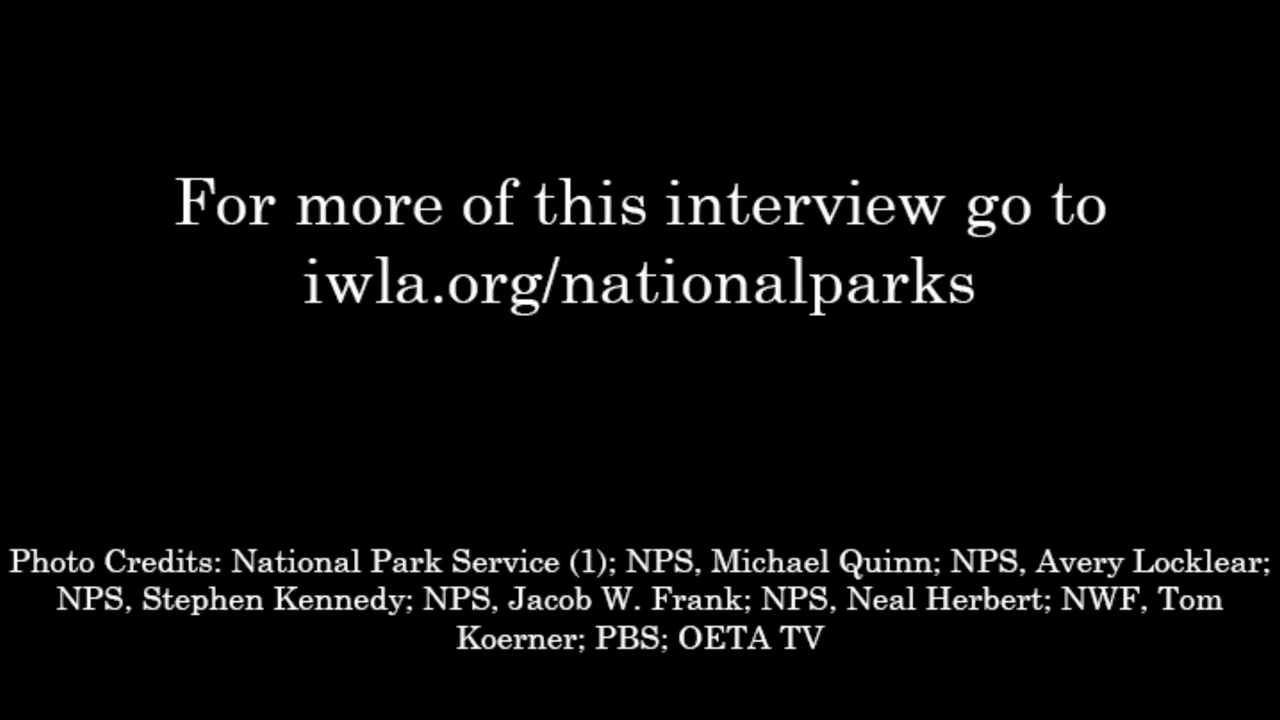 For more of this interview go to
iwla.org/nationalparks
Photo Credits: National Park Service (1); NPS, Michael Quinn; NPS, Avery Locklear;
NPS, Stephen Kennedy; NPS, Jacob W. Frank; NPS, Neal Herbert; NWF, Tom
Koerner; PBS; OETA TV